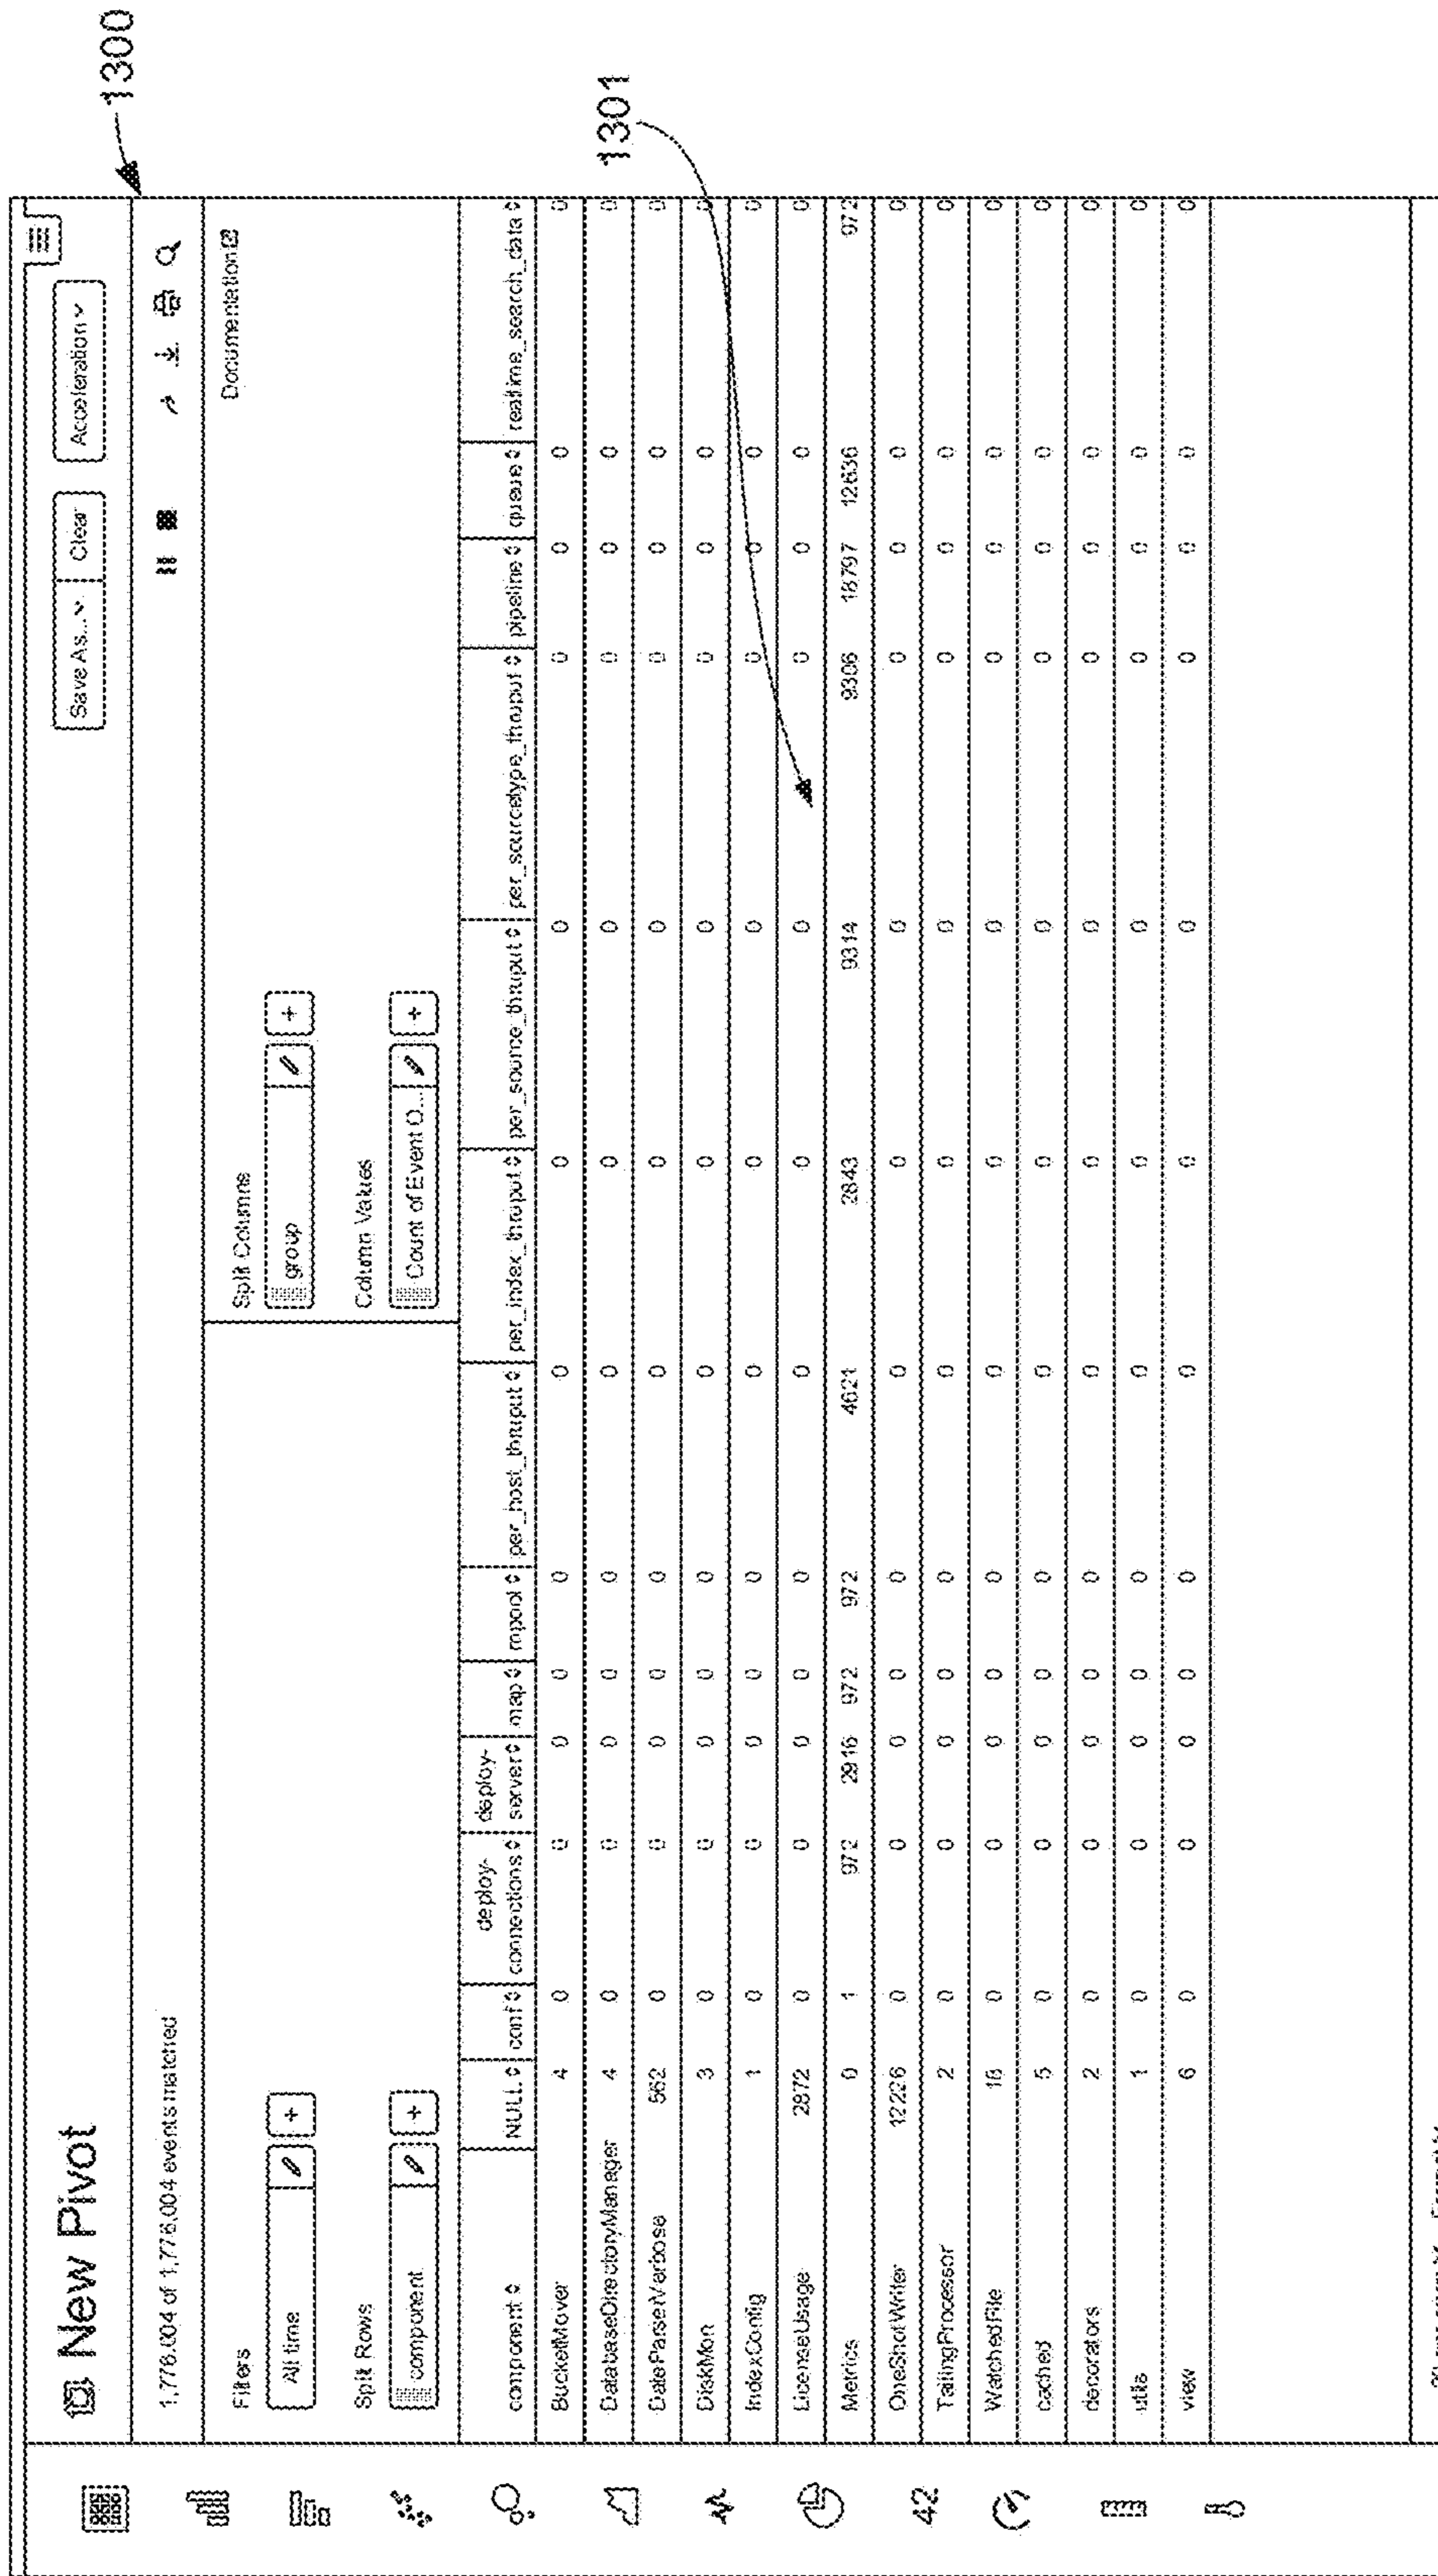 1300
New Pivot
Save As... Clear Acceleration
1,776,004 of 1,776,004 events matched
Filters Split Columns Documentation
All time + group +
Split Rows Column Values
component + Count of Event O... +
component NULL conf deploy-connections deploy-server map mpool per_host_thruput per_index_thruput per_source_thruput per_sourcetype_thruput pipeline queue realtime_search_data
BucketMover 4 0 0 0 0 0 0 0 0 0 0 0 0
DatabaseDirectoryManager 4 0 0 0 0 0 0 0 0 0 0 0 0
DateParserVerbose 562 0 0 0 0 0 0 0 0 0 0 0 0
DiskMon 3 0 0 0 0 0 0 0 0 0 0 0 0
IndexConfig 1 0 0 0 0 0 0 0 0 0 0 0 0
LicenseUsage 2872 0 0 0 0 0 0 0 0 0 0 0 0
Metrics 0 1 972 2916 972 972 4621 2843 9314 9306 18797 12636 972
OneShotWriter 12226 0 0 0 0 0 0 0 0 0 0 0 0
TailingProcessor 2 0 0 0 0 0 0 0 0 0 0 0 0
WatchedFile 18 0 0 0 0 0 0 0 0 0 0 0 0
cached 5 0 0 0 0 0 0 0 0 0 0 0 0
decorators 2 0 0 0 0 0 0 0 0 0 0 0 0
utils 1 0 0 0 0 0 0 0 0 0 0 0 0
view 6 0 0 0 0 0 0 0 0 0 0 0 0
1301
42